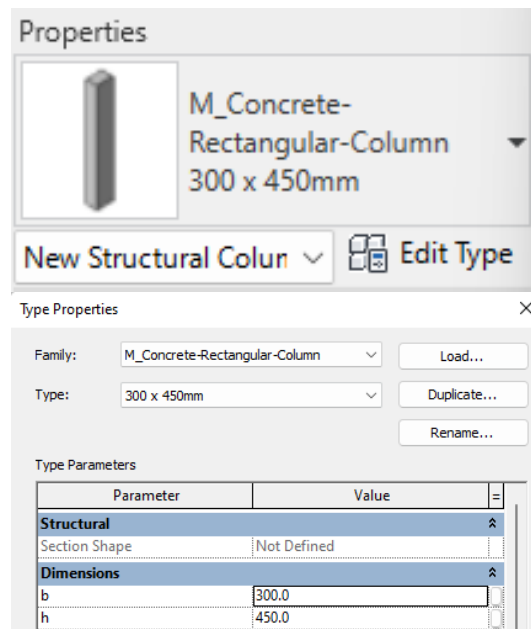 Properties
M_Concrete-
Rectangular-Column
300 x 450mm
New Structural Colur
Edit Type
Type Properties
Family: M_Concrete-Rectangular-Column Load...
Type: 300 x 450mm Duplicate...
Rename...
Type Parameters
Parameter Value =
Structural
Section Shape Not Defined
Dimensions
b 300.0
h 450.0